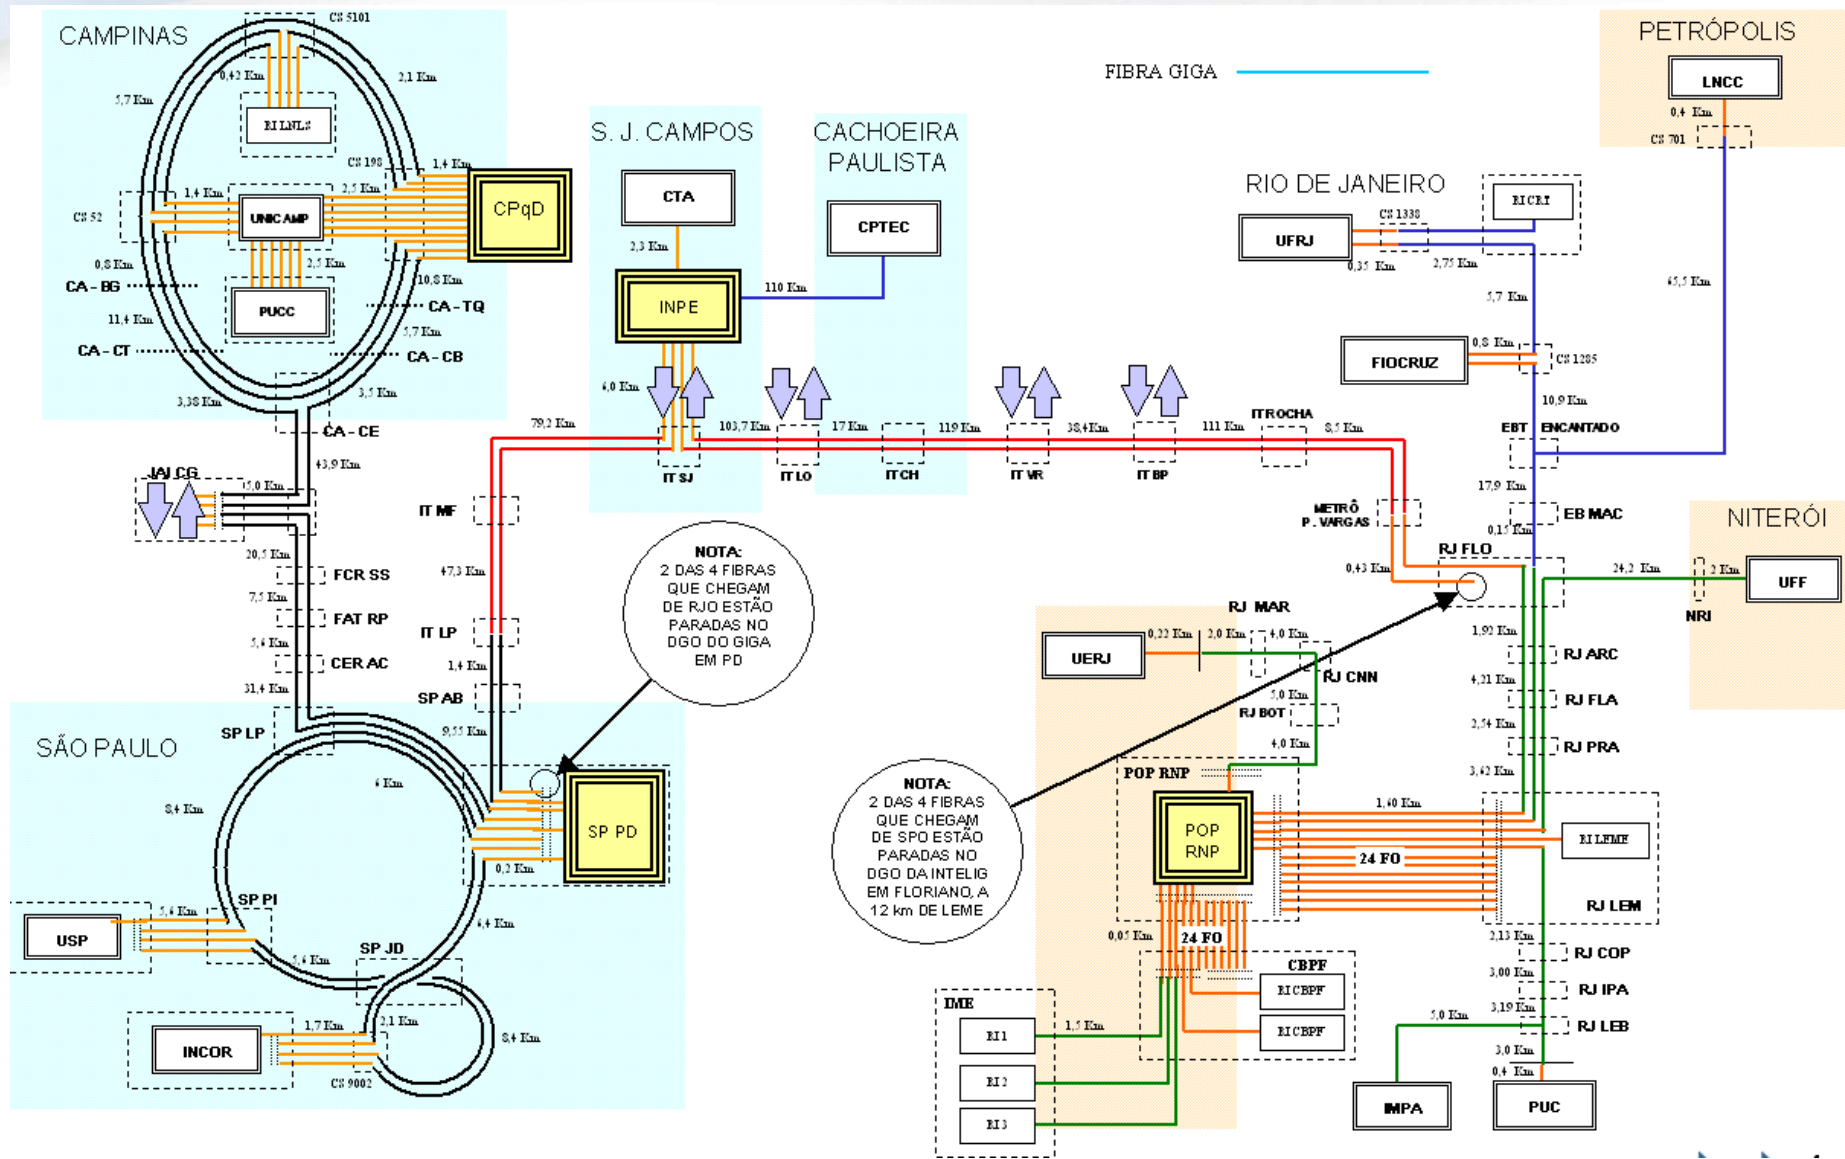 CAMPINAS
CS 5101
0,42 Km
2,1 Km
5,7 Km
RI LNLS
CS 198
1,4 Km
CPqD
1,4 Km
2,5 Km
CS 52
UNICAMP
0,8 Km
2,5 Km
10,8 Km
CA - BG
CA - TQ
PUCC
11,4 Km
5,7 Km
CA - CT
CA - CB
3,38 Km
3,5 Km
CA - CE
43,9 Km
JAJ CG
5,0 Km
20,5 Km
FCR SS
7,5 Km
FAT RP
5,6 Km
CER AC
31,4 Km
SÃO PAULO
SP LP
6 Km
8,4 Km
SP PD
0,2 Km
SP PI
5,6 Km
USP
6,4 Km
5,6 Km
SP JD
1,7 Km
2,1 Km
INCOR
8,4 Km
CS 9002
S. J. CAMPOS
CTA
2,3 Km
INPE
6,0 Km
CACHOEIRA
PAULISTA
CPTEC
110 Km
79,2 Km
103,7 Km
17 Km
119 Km
38,4Km
111 Km
IT ROCHA
8,5 Km
IT SJ
IT LO
IT CH
IT VR
IT BP
IT MF
47,3 Km
IT LP
1,4 Km
SP AB
9,55 Km
NOTA:
2 DAS 4 FIBRAS
QUE CHEGAM
DE RJO ESTÃO
PARADAS NO
DGO DO GIGA
EM PD
FIBRA GIGA
PETRÓPOLIS
LNCC
0,4 Km
CS 701
65,5 Km
RIO DE JANEIRO
RI CRT
CS 1338
UFRJ
0,35 Km
2,75 Km
5,7 Km
0,8 Km
FIOCRUZ
CS 1285
10,9 Km
EBT ENCANTADO
17,9 Km
METRÔ
P. VARGAS
EB MAC
0,15 Km
RJ FLO
0,43 Km
NITERÓI
24,2 Km
2 Km
UFF
NRI
1,92 Km
RJ ARC
4,21 Km
RJ FLA
2,54 Km
RJ PRA
3,62 Km
RJ MAR
0,22 Km
2,0 Km
4,0 Km
UERJ
RJ CNN
5,0 Km
RJ BOT
4,0 Km
POP RNP
POP
RNP
1,60 Km
RI LEME
24 FO
RJ LEM
NOTA:
2 DAS 4 FIBRAS
QUE CHEGAM
DE SPO ESTÃO
PARADAS NO
DGO DA INTELIG
EM FLORIANO, A
12 km DE LEME
0,05 Km
24 FO
CBPF
RI CBPF
RI CBPF
IME
RI 1
1,5 Km
RI 2
RI 3
2,13 Km
RJ COP
3,00 Km
RJ IPA
3,19 Km
5,0 Km
RJ LEB
3,0 Km
0,4 Km
IMPA
PUC